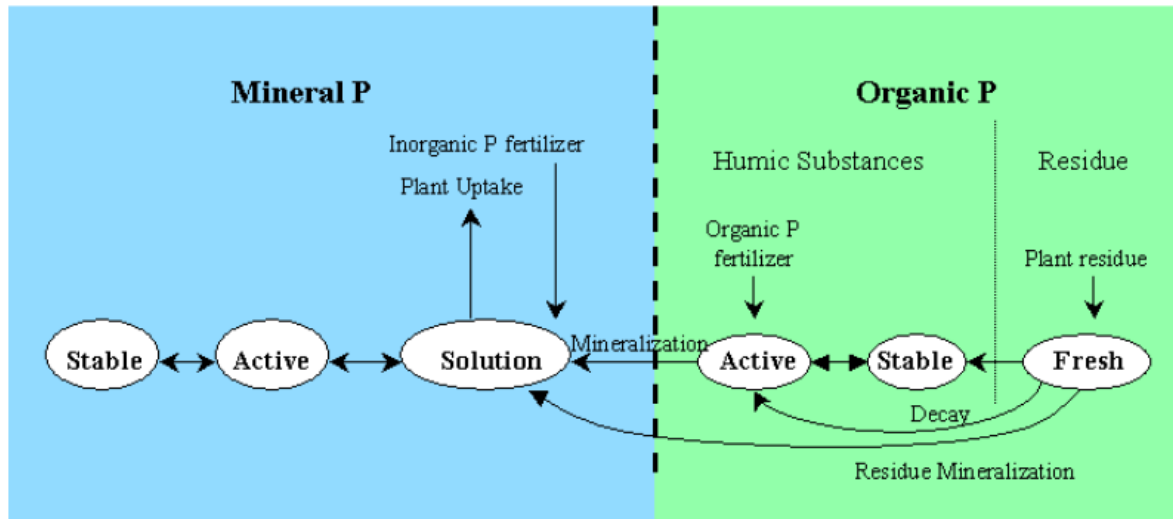 Mineral P
Organic P
Inorganic P fertilizer
Plant Uptake
Humic Substances
Residue
Organic P
fertilizer
Plant residue
Stable
Active
Solution
Mineralization
Active
Stable
Fresh
Decay
Residue Mineralization